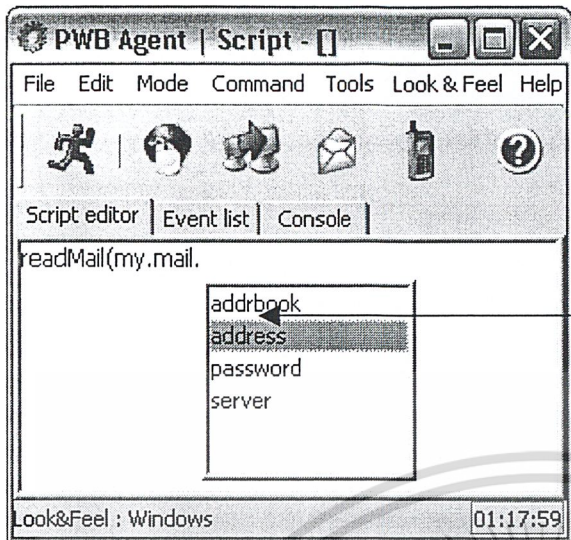 PWB Agent | Script - []
File Edit Mode Command Tools Look & Feel Help
Script editor Event list Console
readMail(my.mail.
addrbook
address
password
server
Look&Feel : Windows 01:17:59